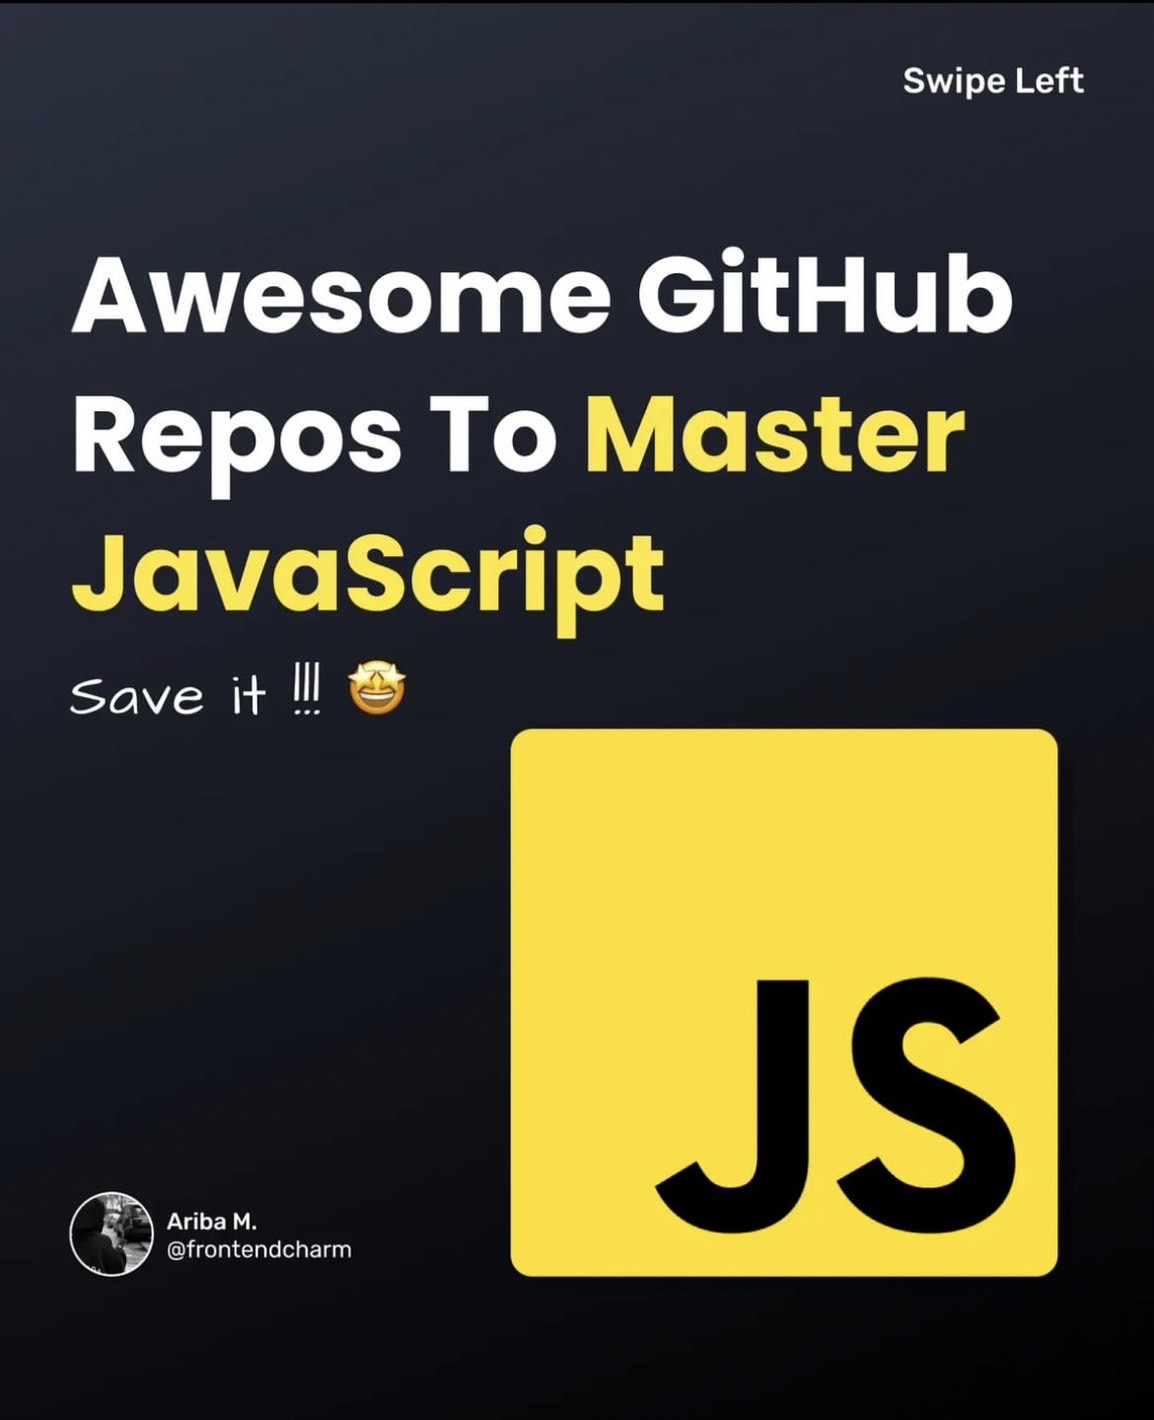 Swipe Left
Awesome GitHub
Repos To Master
JavaScript
Save it !!! 🤩
JS
Ariba M.
@frontendcharm